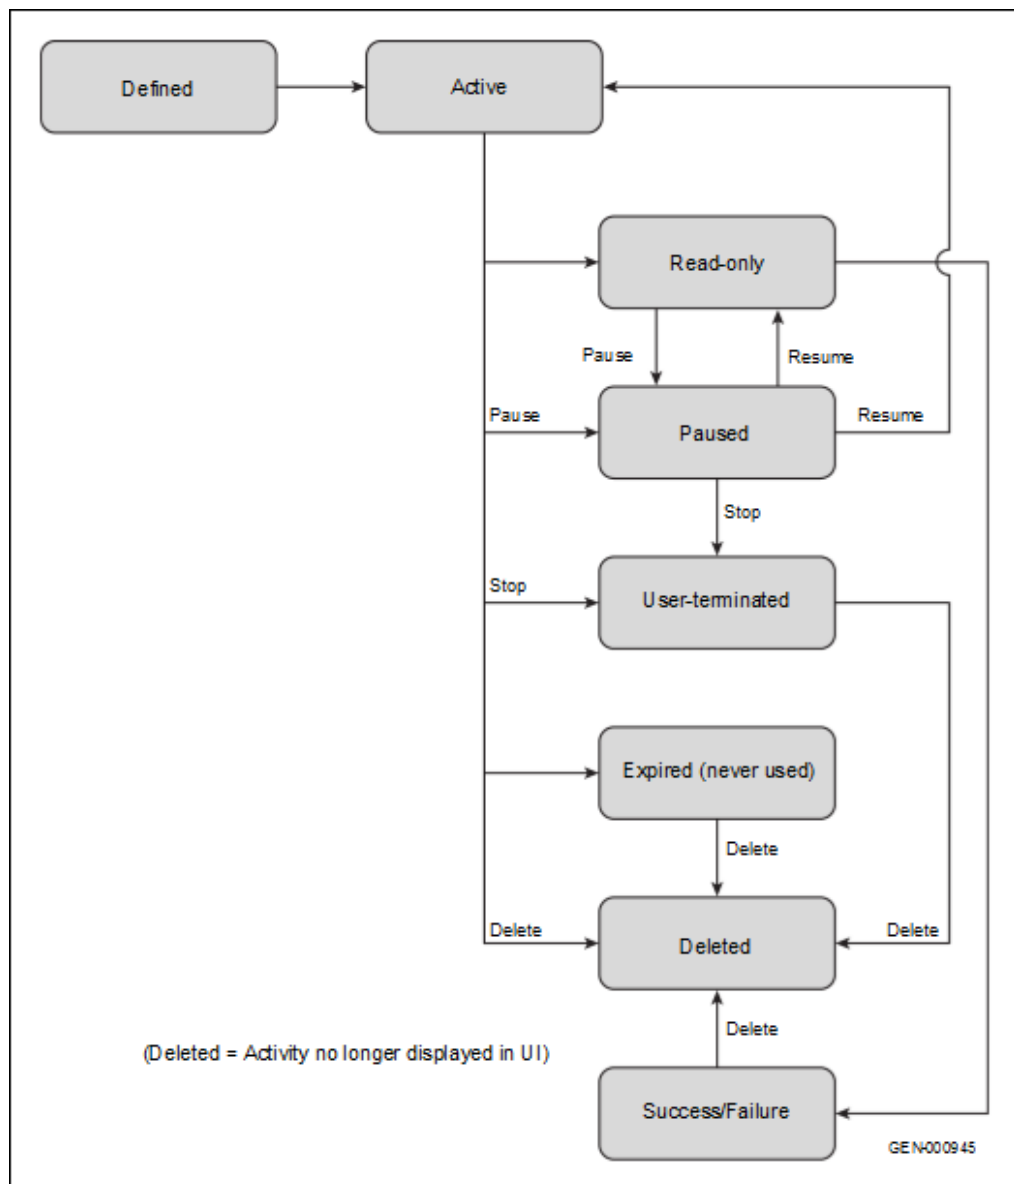 Defined
Active
Read-only
Pause
Resume
Pause
Paused
Resume
Stop
Stop
User-terminated
Expired (never used)
Delete
Delete
Deleted
Delete
Delete
(Deleted = Activity no longer displayed in UI)
Success/Failure
GEN-000945